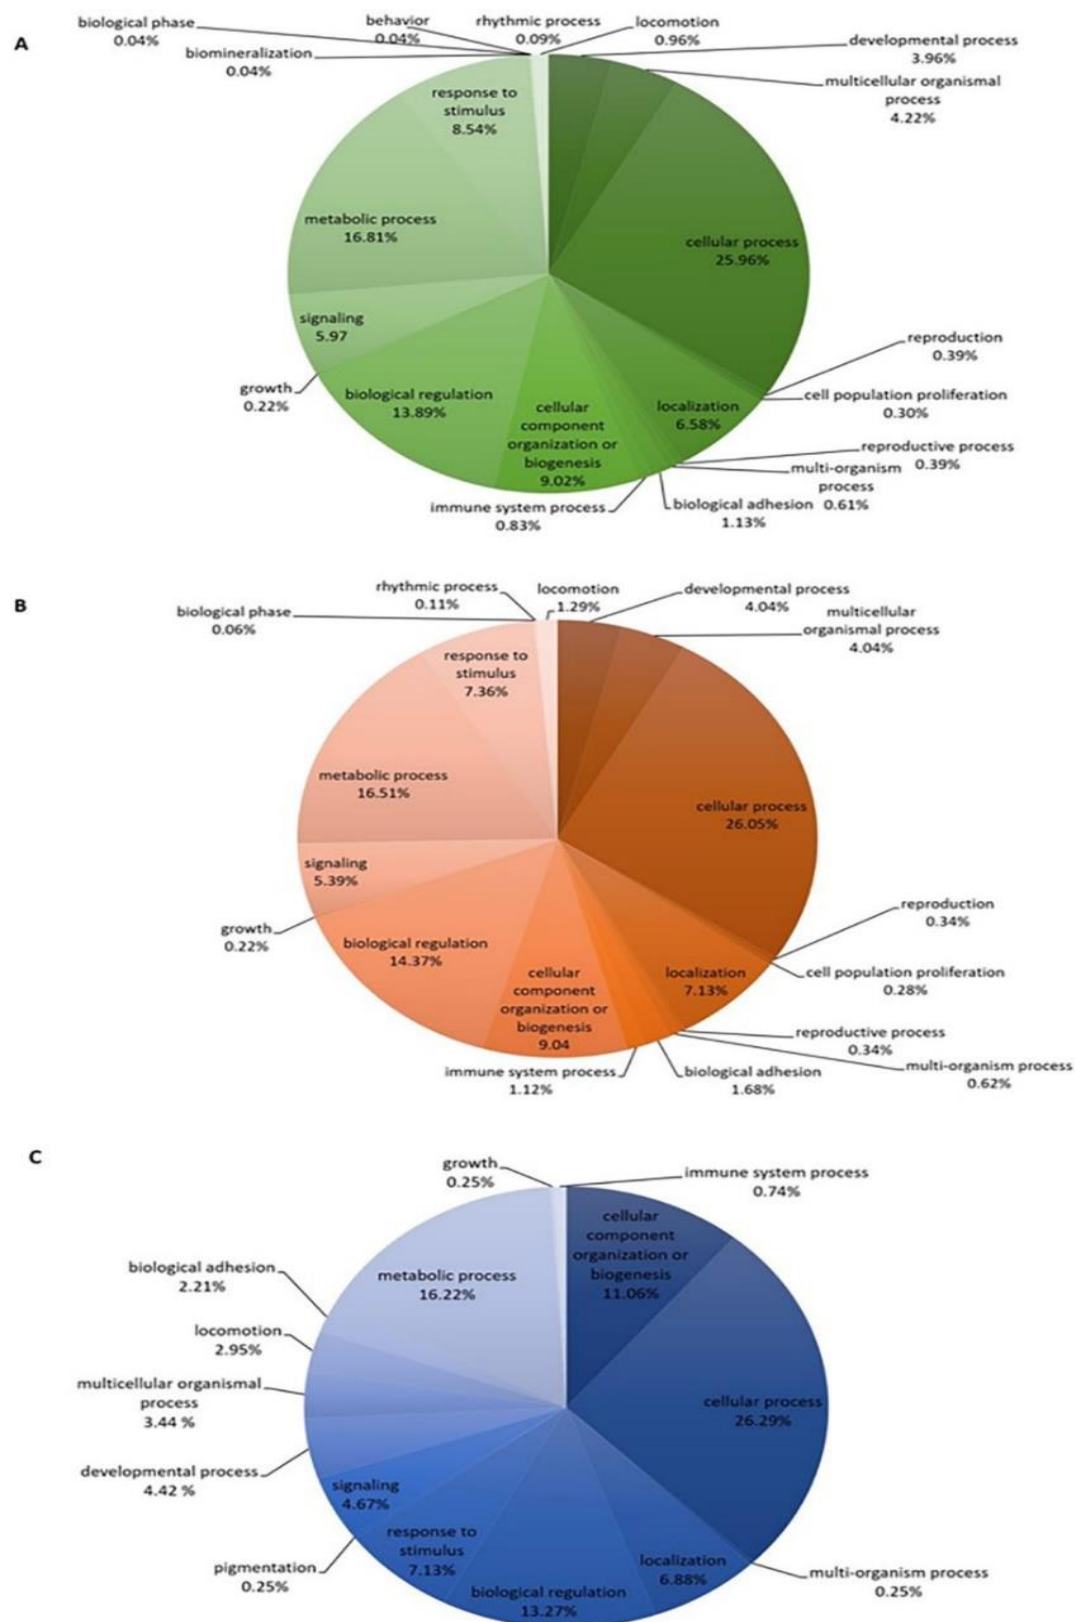 A
biological phase
0.04%
behavior
0.04%
rhythmic process
0.09%
locomotion
0.96%
biomineralization
0.04%
developmental process
3.96%
multicellular organismal
process
4.22%
response to
stimulus
8.54%
metabolic process
16.81%
cellular process
25.96%
signaling
5.97
reproduction
0.39%
growth
0.22%
biological regulation
13.89%
cellular
component
organization or
biogenesis
9.02%
localization
6.58%
cell population proliferation
0.30%
reproductive process
0.39%
multi-organism
process
0.61%
immune system process
0.83%
biological adhesion
1.13%
B
biological phase
0.06%
rhythmic process
0.11%
locomotion
1.29%
developmental process
4.04%
multicellular
organismal process
4.04%
response to
stimulus
7.36%
metabolic process
16.51%
cellular process
26.05%
signaling
5.39%
reproduction
0.34%
growth
0.22%
biological regulation
14.37%
cellular
component
organization or
biogenesis
9.04
localization
7.13%
cell population proliferation
0.28%
reproductive process
0.34%
multi-organism process
0.62%
immune system process
1.12%
biological adhesion
1.68%
C
growth
0.25%
immune system process
0.74%
cellular
component
organization or
biogenesis
11.06%
biological adhesion
2.21%
metabolic process
16.22%
locomotion
2.95%
multicellular organismal
process
3.44 %
cellular process
26.29%
developmental process
4.42 %
signaling
4.67%
response to
stimulus
7.13%
pigmentation
0.25%
biological regulation
13.27%
localization
6.88%
multi-organism process
0.25%